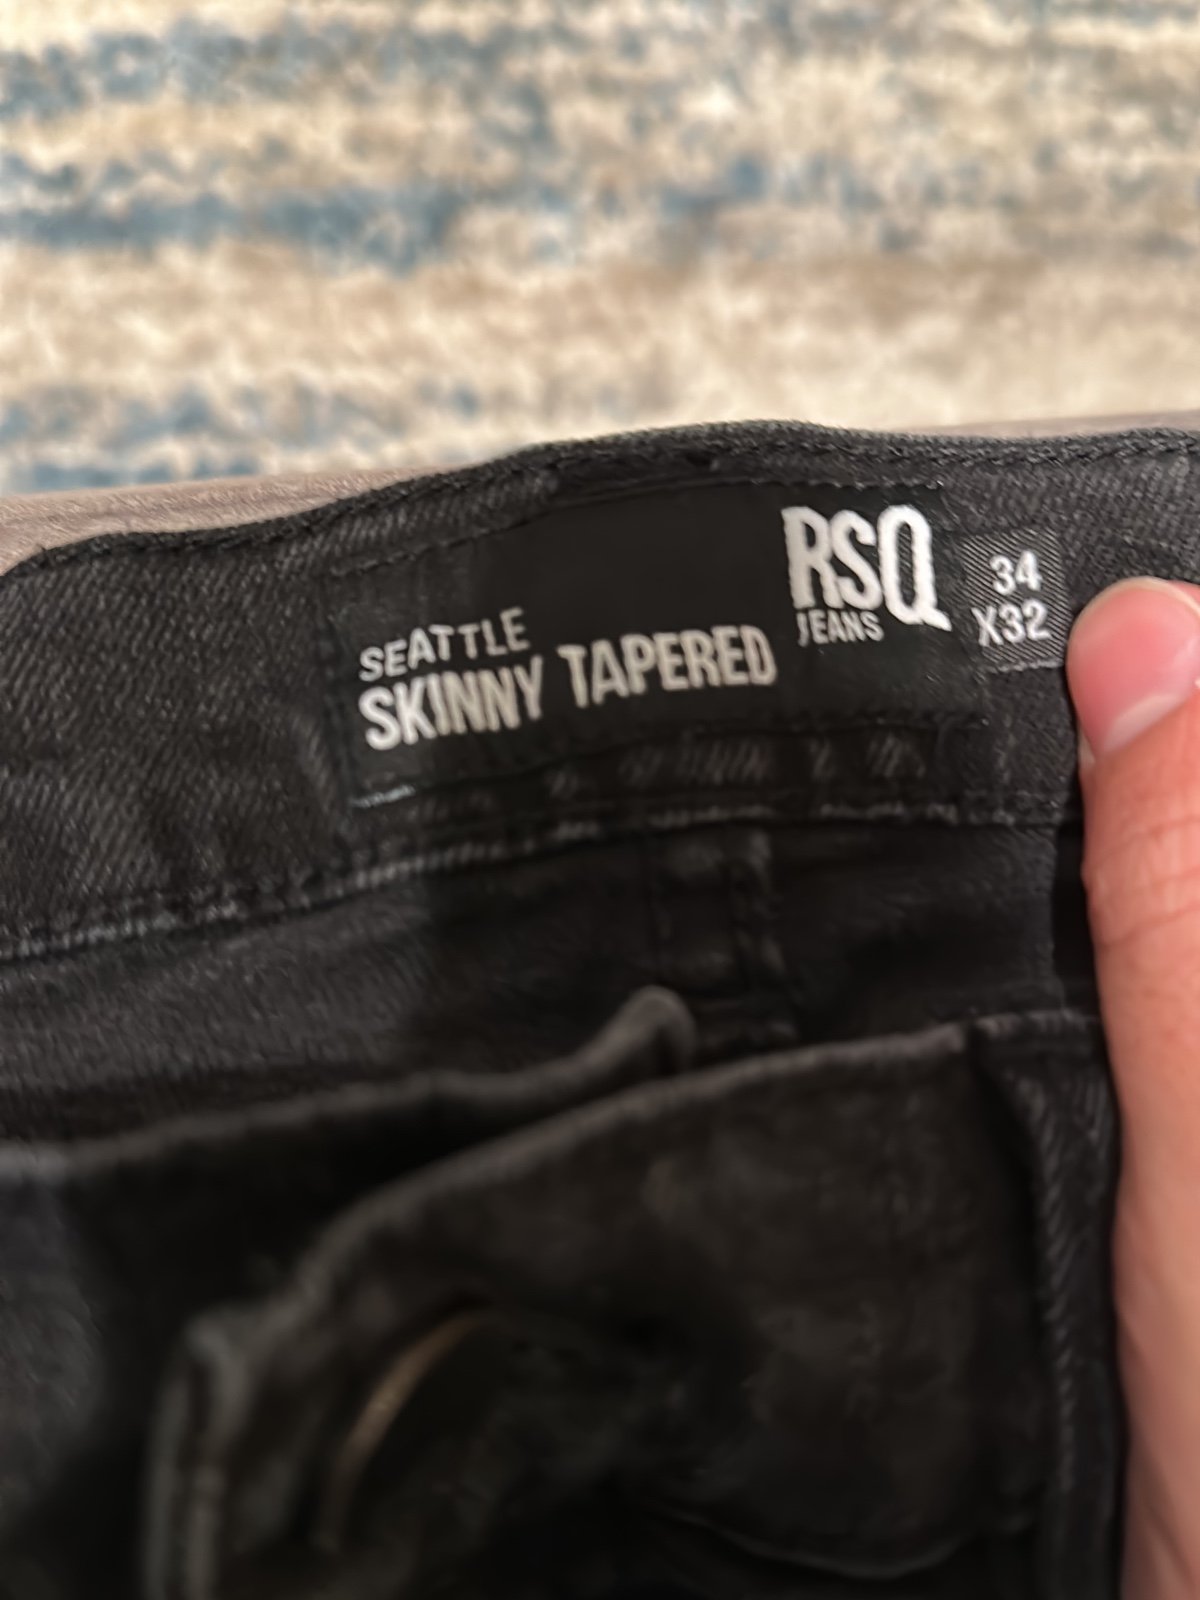 SEATTLE
SKINNY TAPERED
RSQ
JEANS
34
X32